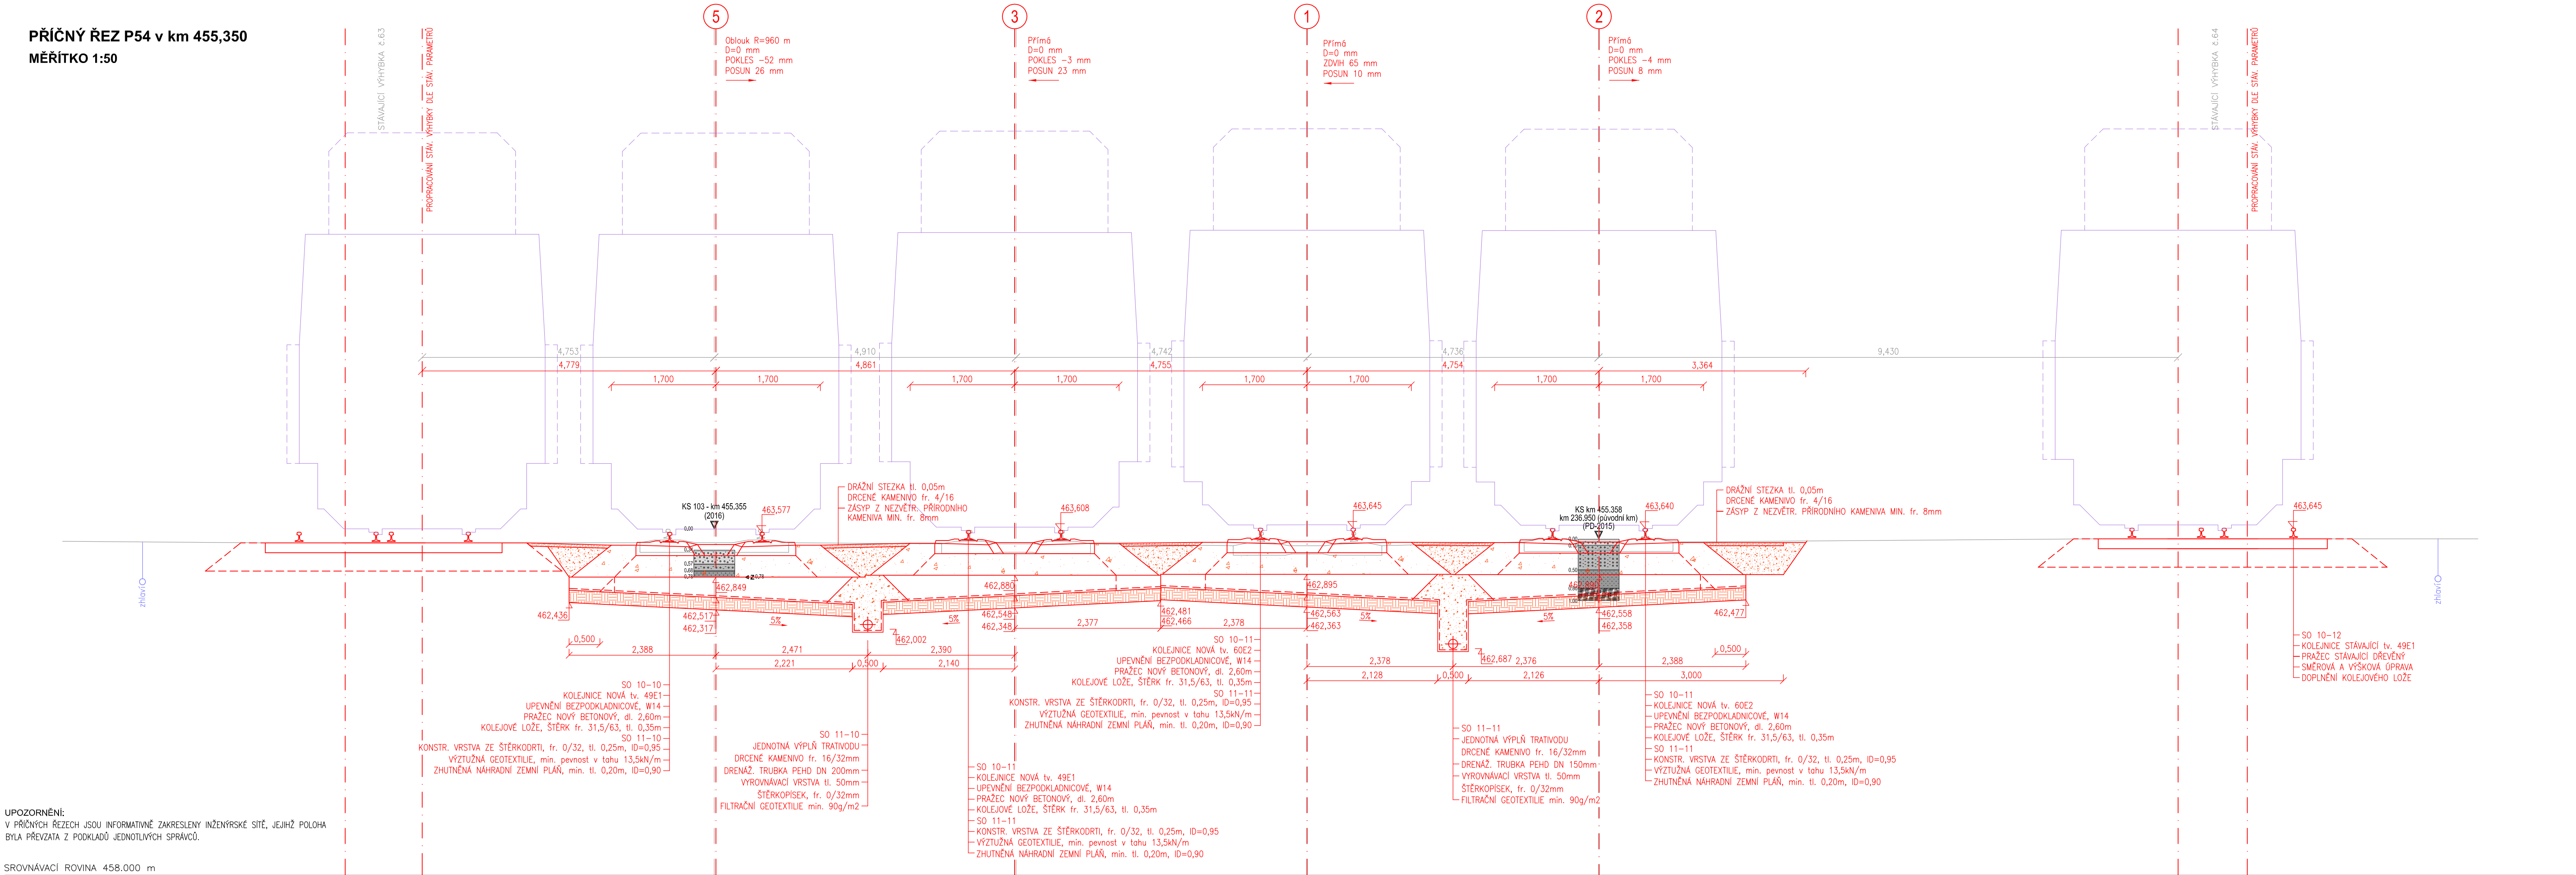 PŘÍČNÝ ŘEZ P54 v km 455,350
MĚŘÍTKO 1:50
STÁVAJÍCÍ VÝHYBKA č.63
PROPRACOVÁNÍ STÁV. VÝHYBKY DLE STÁV. PARAMETRŮ
5
Oblouk R=960 m
D=0 mm
POKLES -52 mm
POSUN 26 mm
3
Přímá
D=0 mm
POKLES -3 mm
POSUN 23 mm
1
Přímá
D=0 mm
ZDVIH 65 mm
POSUN 10 mm
2
Přímá
D=0 mm
POKLES -4 mm
POSUN 8 mm
STÁVAJÍCÍ VÝHYBKA č.64
PROPRACOVÁNÍ STÁV. VÝHYBKY DLE STÁV. PARAMETRŮ
4,753 4,910 4,742 4,736 9,430
4,779 4,861 4,755 4,754 3,364
1,700 1,700 1,700 1,700 1,700 1,700 1,700 1,700
KS 103 - km 455,355
(2016)
0,00
0,57
0,68
0,79
463,577
DRÁŽNÍ STEZKA tl. 0,05m
DRCENÉ KAMENIVO fr. 4/16
ZÁSYP Z NEZVĚTR. PŘÍRODNÍHO
KAMENIVA MIN. fr. 8mm
463,608
463,645
KS km 455.358
km 236,950 (původní km)
(PD-2015)
0,00
0,50
1,00
463,640
DRÁŽNÍ STEZKA tl. 0,05m
DRCENÉ KAMENIVO fr. 4/16
ZÁSYP Z NEZVĚTR. PŘÍRODNÍHO KAMENIVA MIN. fr. 8mm
463,645
zhlaví
zhlaví
462,849
462,880
462,895
462,436
462,517
462,317
5%
462,002
5%
462,548
462,348
462,481
462,466
462,563
462,363
5%
462,687
5%
462,558
462,358
462,477
2,377 2,378
0,500
2,388 2,471 2,390
2,221 0,500 2,140
2,378 2,376 2,388
0,500
2,128 0,500 2,126 3,000
SO 10-10
KOLEJNICE NOVÁ tv. 49E1
UPEVNĚNÍ BEZPODKLADNICOVÉ, W14
PRAŽEC NOVÝ BETONOVÝ, dl. 2,60m
KOLEJOVÉ LOŽE, ŠTĚRK fr. 31,5/63, tl. 0,35m
SO 11-10
KONSTR. VRSTVA ZE ŠTĚRKODRTI, fr. 0/32, tl. 0,25m, ID=0,95
VÝZTUŽNÁ GEOTEXTILIE, min. pevnost v tahu 13,5kN/m
ZHUTNĚNÁ NÁHRADNÍ ZEMNÍ PLÁŇ, min. tl. 0,20m, ID=0,90
SO 11-10
JEDNOTNÁ VÝPLŇ TRATIVODU
DRCENÉ KAMENIVO fr. 16/32mm
DRENÁŽ. TRUBKA PEHD DN 200mm
VYROVNÁVACÍ VRSTVA tl. 50mm
ŠTĚRKOPÍSEK, fr. 0/32mm
FILTRAČNÍ GEOTEXTILIE min. 90g/m2
SO 10-11
KOLEJNICE NOVÁ tv. 49E1
UPEVNĚNÍ BEZPODKLADNICOVÉ, W14
PRAŽEC NOVÝ BETONOVÝ, dl. 2,60m
KOLEJOVÉ LOŽE, ŠTĚRK fr. 31,5/63, tl. 0,35m
SO 11-11
KONSTR. VRSTVA ZE ŠTĚRKODRTI, fr. 0/32, tl. 0,25m, ID=0,95
VÝZTUŽNÁ GEOTEXTILIE, min. pevnost v tahu 13,5kN/m
ZHUTNĚNÁ NÁHRADNÍ ZEMNÍ PLÁŇ, min. tl. 0,20m, ID=0,90
SO 10-11
KOLEJNICE NOVÁ tv. 60E2
UPEVNĚNÍ BEZPODKLADNICOVÉ, W14
PRAŽEC NOVÝ BETONOVÝ, dl. 2,60m
KOLEJOVÉ LOŽE, ŠTĚRK fr. 31,5/63, tl. 0,35m
SO 11-11
KONSTR. VRSTVA ZE ŠTĚRKODRTI, fr. 0/32, tl. 0,25m, ID=0,95
VÝZTUŽNÁ GEOTEXTILIE, min. pevnost v tahu 13,5kN/m
ZHUTNĚNÁ NÁHRADNÍ ZEMNÍ PLÁŇ, min. tl. 0,20m, ID=0,90
SO 11-11
JEDNOTNÁ VÝPLŇ TRATIVODU
DRCENÉ KAMENIVO fr. 16/32mm
DRENÁŽ. TRUBKA PEHD DN 150mm
VYROVNÁVACÍ VRSTVA tl. 50mm
ŠTĚRKOPÍSEK, fr. 0/32mm
FILTRAČNÍ GEOTEXTILIE min. 90g/m2
SO 10-11
KOLEJNICE NOVÁ tv. 60E2
UPEVNĚNÍ BEZPODKLADNICOVÉ, W14
PRAŽEC NOVÝ BETONOVÝ, dl. 2,60m
KOLEJOVÉ LOŽE, ŠTĚRK fr. 31,5/63, tl. 0,35m
SO 11-11
KONSTR. VRSTVA ZE ŠTĚRKODRTI, fr. 0/32, tl. 0,25m, ID=0,95
VÝZTUŽNÁ GEOTEXTILIE, min. pevnost v tahu 13,5kN/m
ZHUTNĚNÁ NÁHRADNÍ ZEMNÍ PLÁŇ, min. tl. 0,20m, ID=0,90
SO 10-12
KOLEJNICE STÁVAJÍCÍ tv. 49E1
PRAŽEC STÁVAJÍCÍ DŘEVĚNÝ
SMĚROVÁ A VÝŠKOVÁ ÚPRAVA
DOPLNĚNÍ KOLEJOVÉHO LOŽE
UPOZORNĚNÍ:
V PŘÍČNÝCH ŘEZECH JSOU INFORMATIVNĚ ZAKRESLENY INŽENÝRSKÉ SÍTĚ, JEJIHŽ POLOHA
BYLA PŘEVZATA Z PODKLADŮ JEDNOTLIVÝCH SPRÁVCŮ.
SROVNÁVACÍ ROVINA 458.000 m